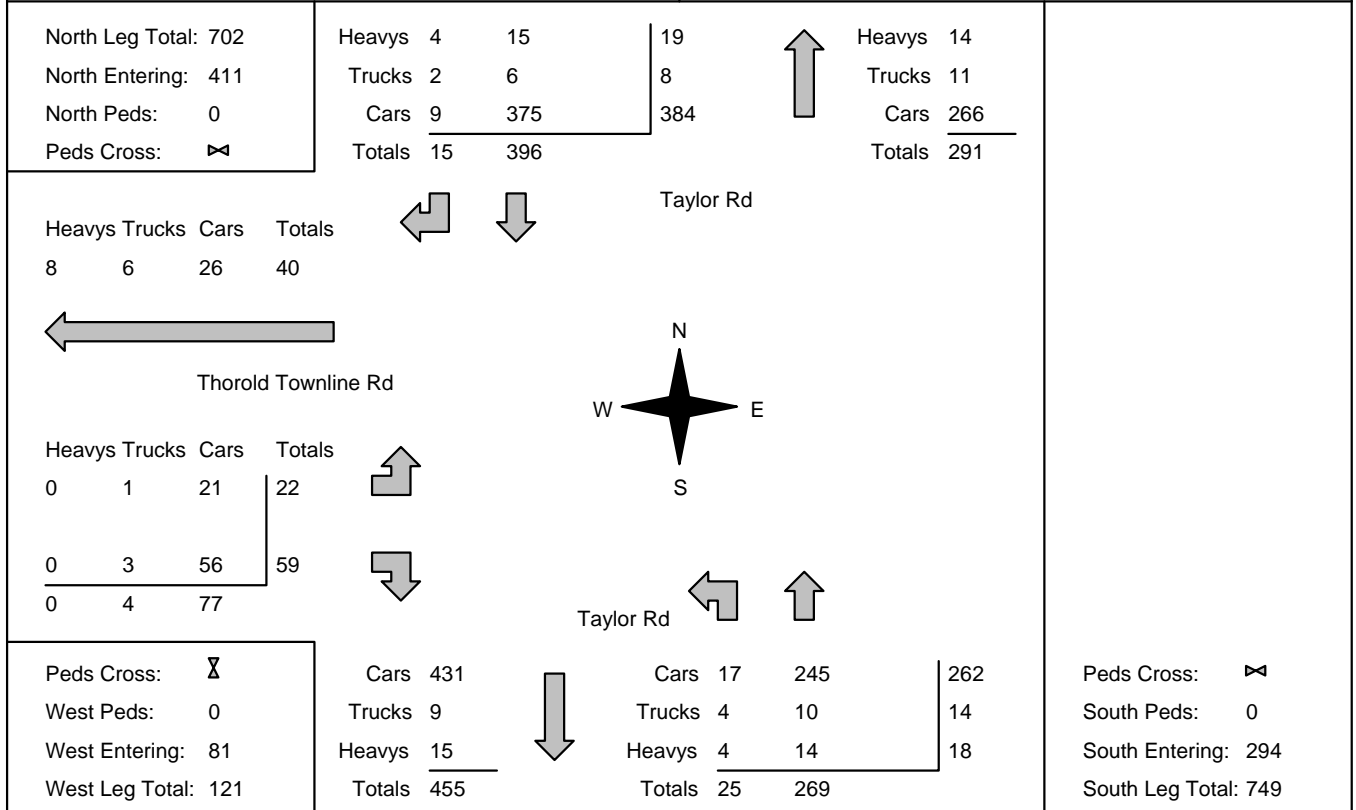 North Leg Total: 702
North Entering: 411
North Peds: 0
Peds Cross: ⋈
Heavys 4 15 19
Trucks 2 6 8
Cars 9 375 384
Totals 15 396
Heavys 14
Trucks 11
Cars 266
Totals 291
Taylor Rd
Heavys Trucks Cars Totals
8 6 26 40
Thorold Townline Rd
N
W E
S
Heavys Trucks Cars Totals
0 1 21 22
0 3 56 59
0 4 77
Taylor Rd
Peds Cross: ⧖
West Peds: 0
West Entering: 81
West Leg Total: 121
Cars 431
Trucks 9
Heavys 15
Totals 455
Cars 17 245 262
Trucks 4 10 14
Heavys 4 14 18
Totals 25 269
Peds Cross: ⋈
South Peds: 0
South Entering: 294
South Leg Total: 749